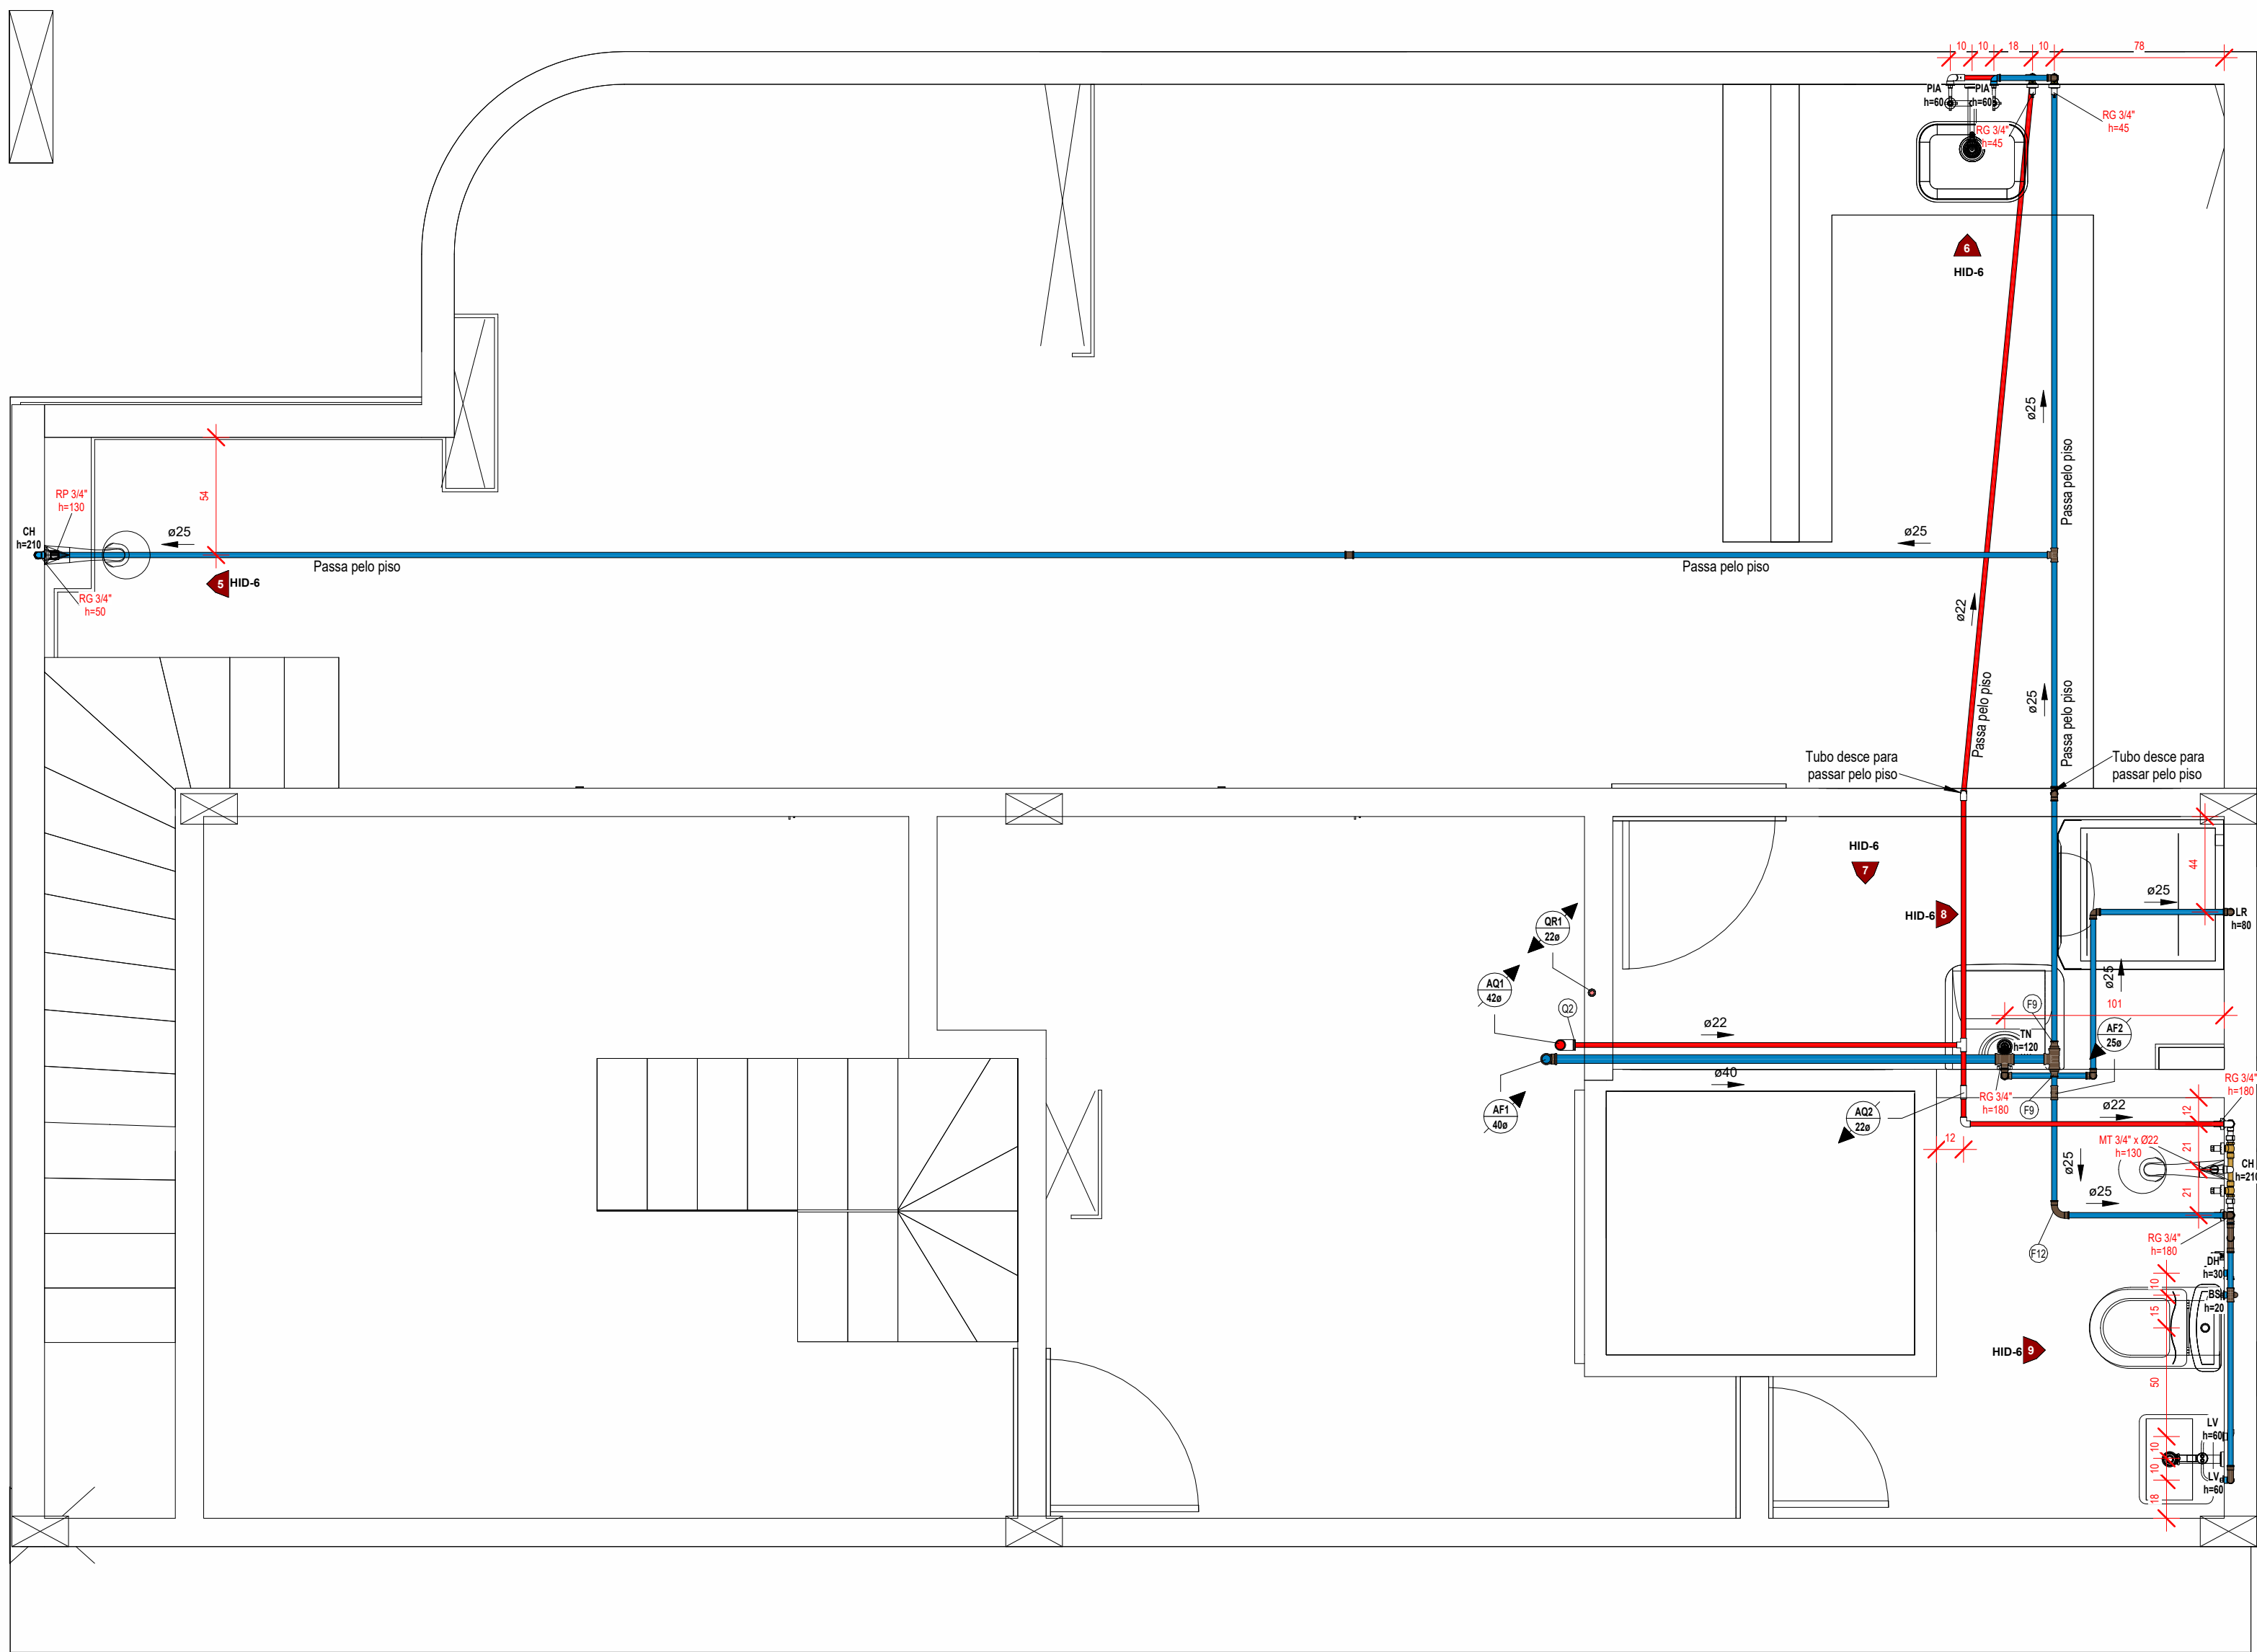 10
10
18
10
78
PIA
h=60
PIA
h=60
RG 3/4"
h=45
RG 3/4"
h=45
6
HID-6
54
RP 3/4"
h=130
CH
h=210
ø25
Passa pelo piso
5
HID-6
RG 3/4"
h=50
Passa pelo piso
ø25
ø25
Passa pelo piso
ø22
Passa pelo piso
ø25
Passa pelo piso
Tubo desce para
passar pelo piso
Tubo desce para
passar pelo piso
HID-6
7
HID-6
8
44
ø25
LR
h=80
QR1
22ø
AQ1
42ø
Q2
ø22
F9
TN
h=120
ø25
101
AF2
25ø
ø40
AF1
40ø
AQ2
22ø
RG 3/4"
h=180
F9
ø22
RG 3/4"
h=180
12
12
MT 3/4" x Ø22
h=130
21
CH
h=210
ø25
ø25
21
F12
RG 3/4"
h=180
DH
h=30
10
BS
h=20
15
HID-6
9
50
LV
h=60
10
10
LV
h=60
18